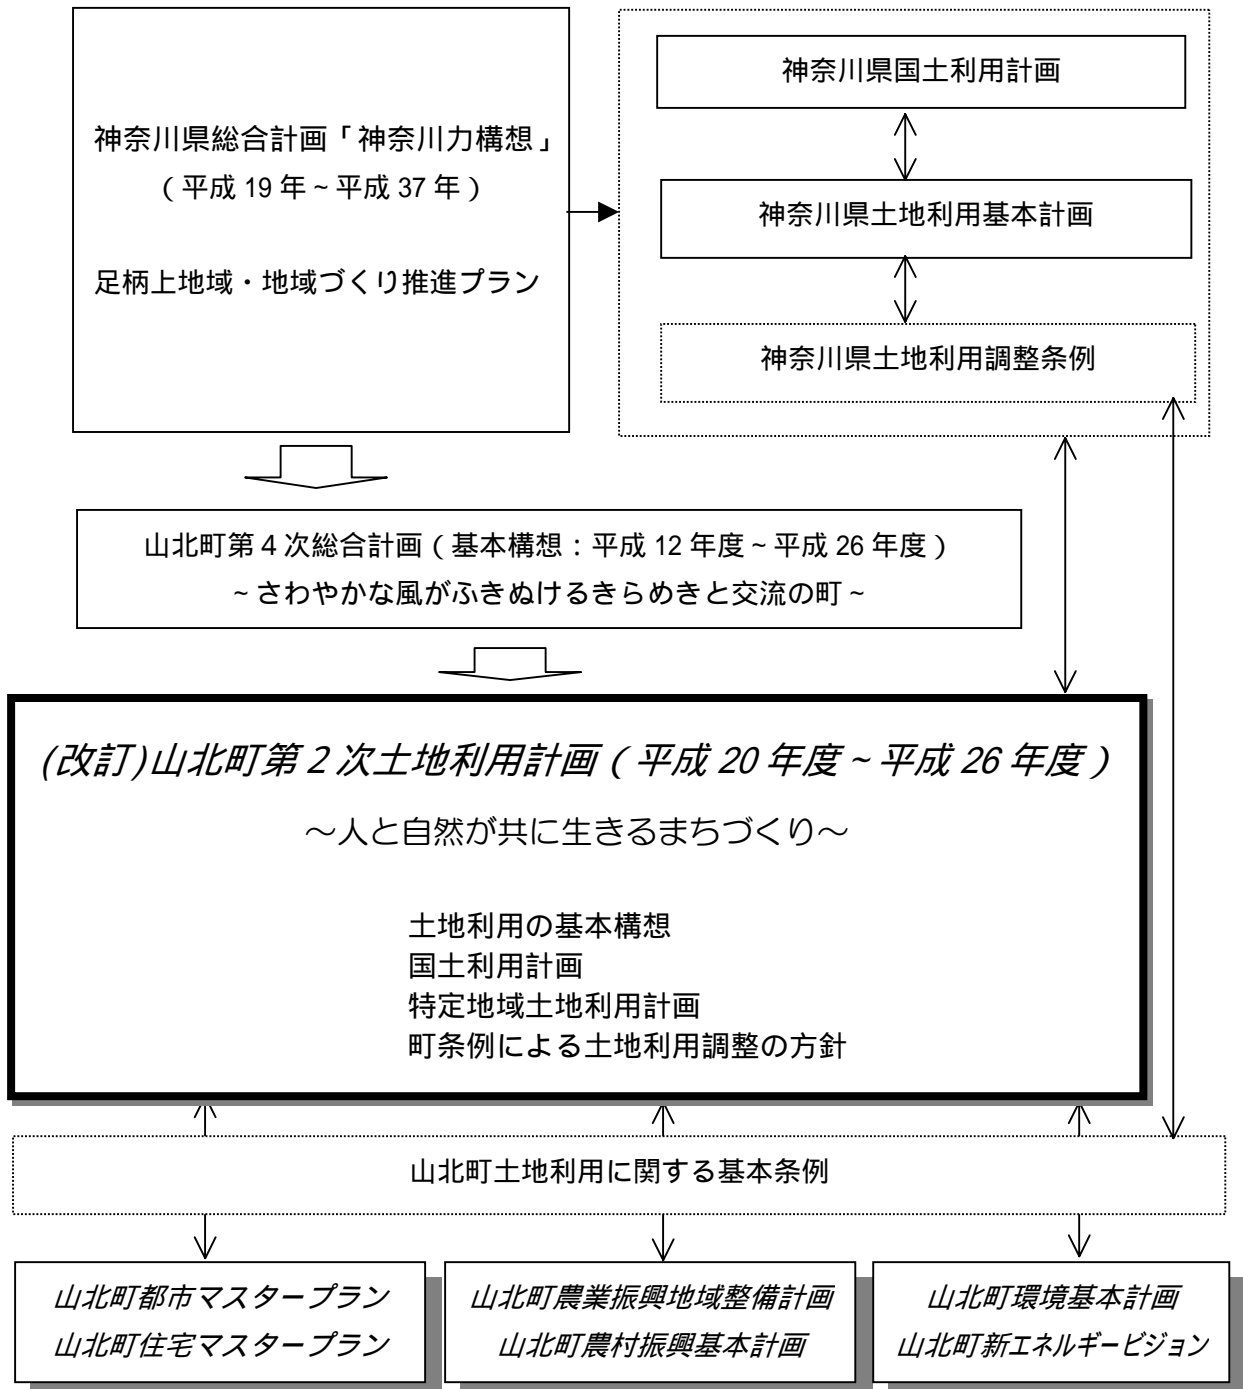 神奈川県総合計画「神奈川力構想」
（平成 19 年~平成 37 年）
足柄上地域・地域づくり推進プラン
神奈川県国土利用計画
神奈川県土地利用基本計画
神奈川県土地利用調整条例
山北町第４次総合計画（基本構想：平成 12 年度~平成 26 年度）
~さわやかな風がふきぬけるきらめきと交流の町~
(改訂)山北町第２次土地利用計画（平成 20 年度~平成 26 年度）
～人と自然が共に生きるまちづくり～
土地利用の基本構想
国土利用計画
特定地域土地利用計画
町条例による土地利用調整の方針
山北町土地利用に関する基本条例
山北町都市マスタープラン
山北町住宅マスタープラン
山北町農業振興地域整備計画
山北町農村振興基本計画
山北町環境基本計画
山北町新エネルギービジョン